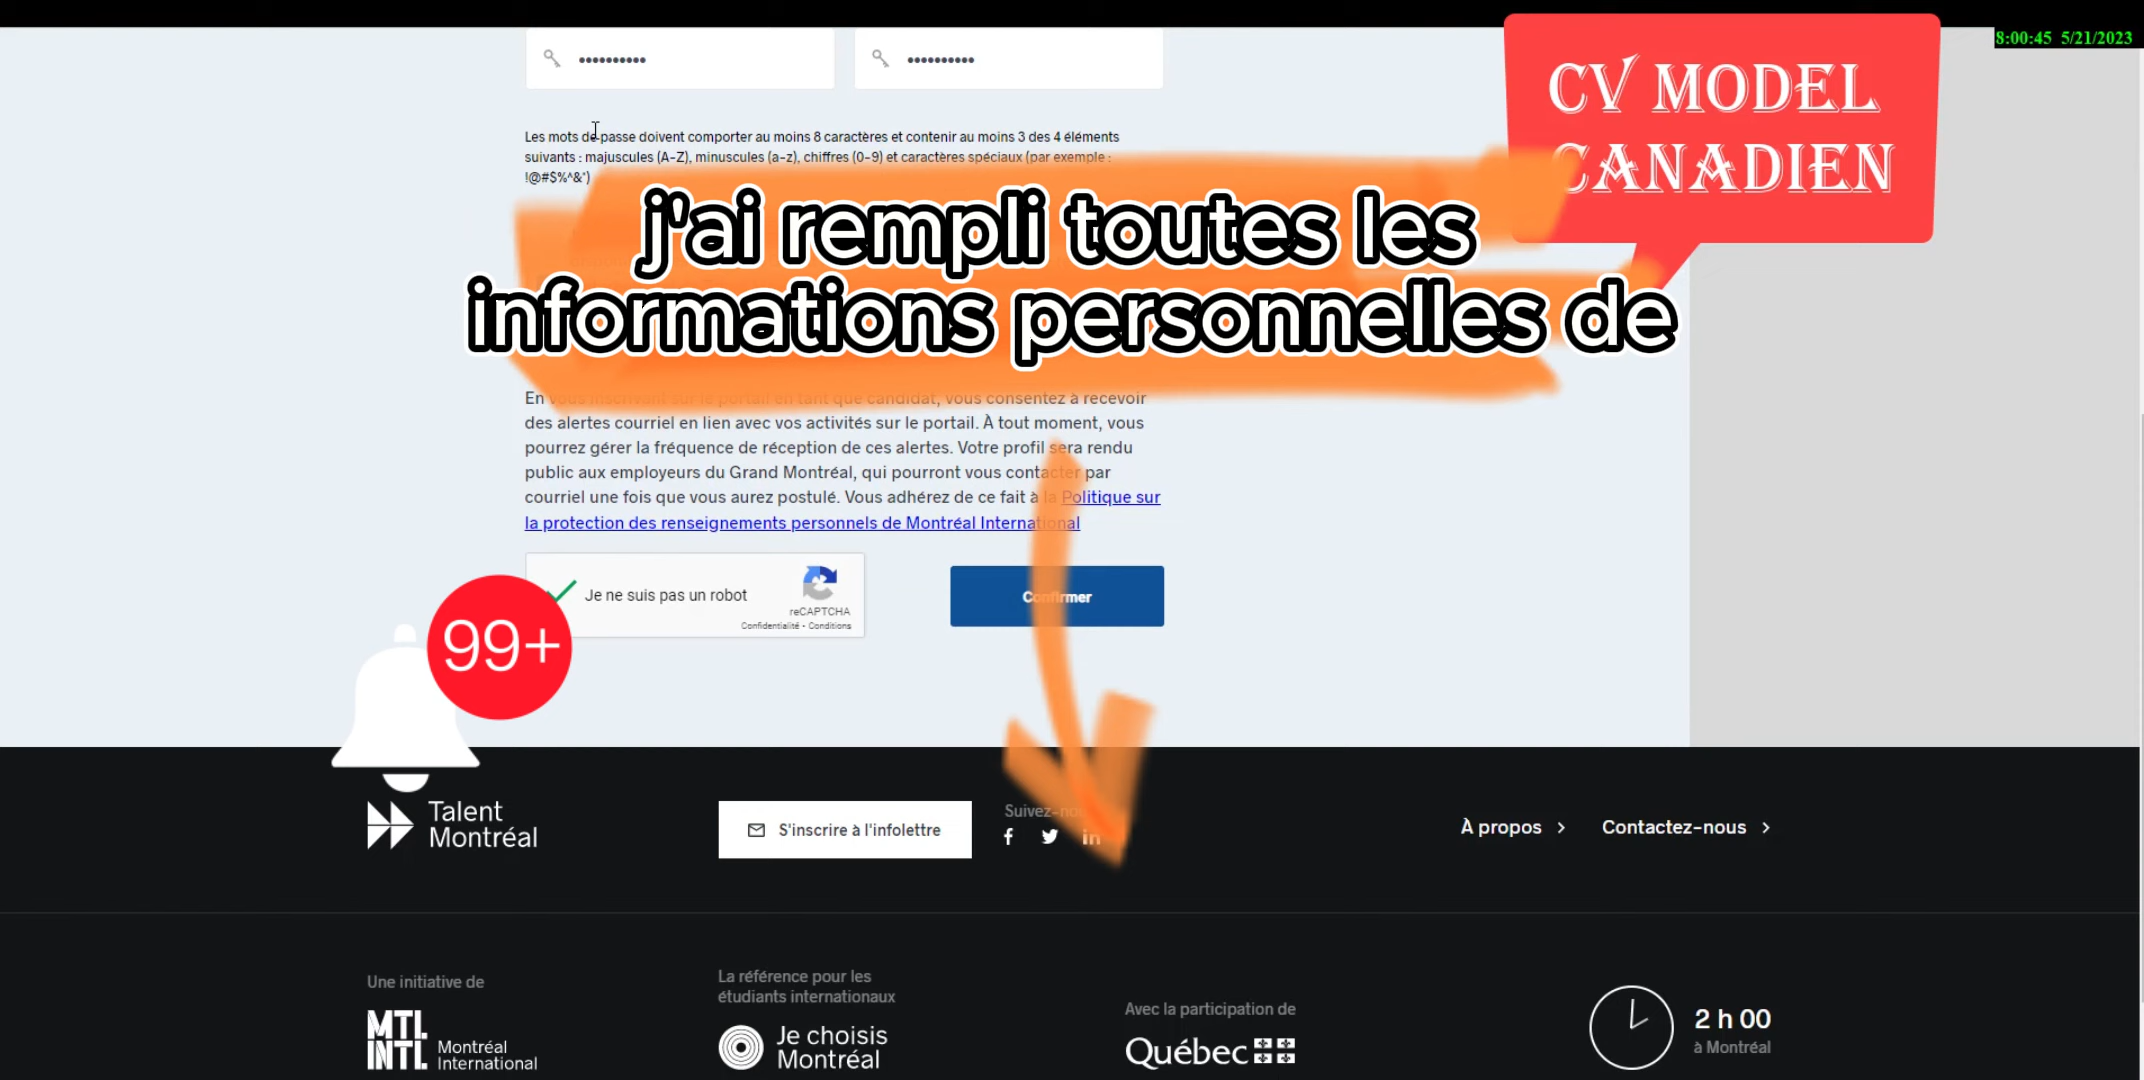 8:00:45 5/21/2023
CV MODEL
CANADIEN
••••••••••
••••••••••
Les mots de passe doivent comporter au moins 8 caractères et contenir au moins 3 des 4 éléments
suivants : majuscules (A-Z), minuscules (a-z), chiffres (0-9) et caractères spéciaux (par exemple :
!@#$%^&*)
j'ai rempli toutes les
informations personnelles de
En vous inscrivant sur le portail en tant que candidat, vous consentez à recevoir
des alertes courriel en lien avec vos activités sur le portail. À tout moment, vous
pourrez gérer la fréquence de réception de ces alertes. Votre profil sera rendu
public aux employeurs du Grand Montréal, qui pourront vous contacter par
courriel une fois que vous aurez postulé. Vous adhérez de ce fait à la Politique sur
la protection des renseignements personnels de Montréal International
Je ne suis pas un robot
reCAPTCHA
Confidentialité - Conditions
Confirmer
99+
Talent
Montréal
S'inscrire à l'infolettre
Suivez-nous
À propos
Contactez-nous
Une initiative de
MTL
INTL
Montréal
International
La référence pour les
étudiants internationaux
Je choisis
Montréal
Avec la participation de
Québec
2 h 00
à Montréal